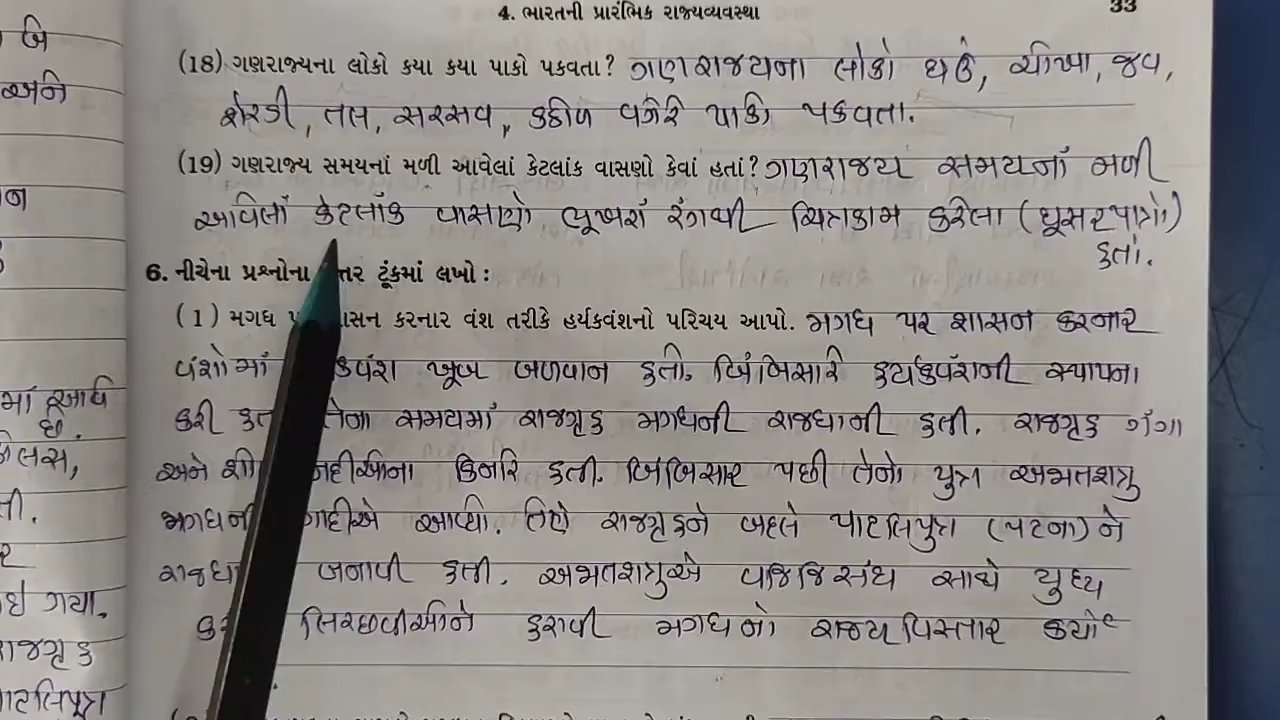 4. ભારતની પ્રારંભિક રાજ્યવ્યવસ્થા 33
(18) ગણરાજ્યના લોકો કયા કયા પાકો પકવતા? ગણરાજ્યના લોકો ઘઉં, ચોખા, જવ,
શેરડી, તલ, સરસવ, કઠોળ વગેરે પાકો પકવતા.
(19) ગણરાજ્ય સમયનાં મળી આવેલાં કેટલાંક વાસણો કેવાં હતાં? ગણરાજ્ય સમયનાં મળી
આવેલાં કેટલાંક વાસણો ભૂખરાં રંગથી ચિત્રકામ કરેલા (ધૂસરપાત્રો)
હતાં.
6. નીચેના પ્રશ્નોના ટૂંકમાં લખો :
(1) મગધ શાસન કરનાર વંશ તરીકે હર્યકવંશનો પરિચય આપો. મગધ પર શાસન કરનાર
વંશોમાં ખૂબ બળવાન હતો. બિંબિસારે હર્યકવંશની સ્થાપના
કરી તેના સમયમાં રાજગૃહ મગધની રાજધાની હતી. રાજગૃહ ગંગા
અને નદીઓના કિનારે હતી. બિંબિસાર પછી તેનો પુત્ર અજાતશત્રુ
ગાદીએ આવ્યો. તેણે રાજગૃહને બદલે પાટલિપુત્ર (પટના) ને
બનાવી હતી. અજાતશત્રુએ વજ્જિસંઘ સાથે યુદ્ધ
લિચ્છવીઓને હરાવી મગધનો રાજ્યવિસ્તાર કર્યો
અને
ગયા.
રાજગૃહ
પાટલિપુત્ર